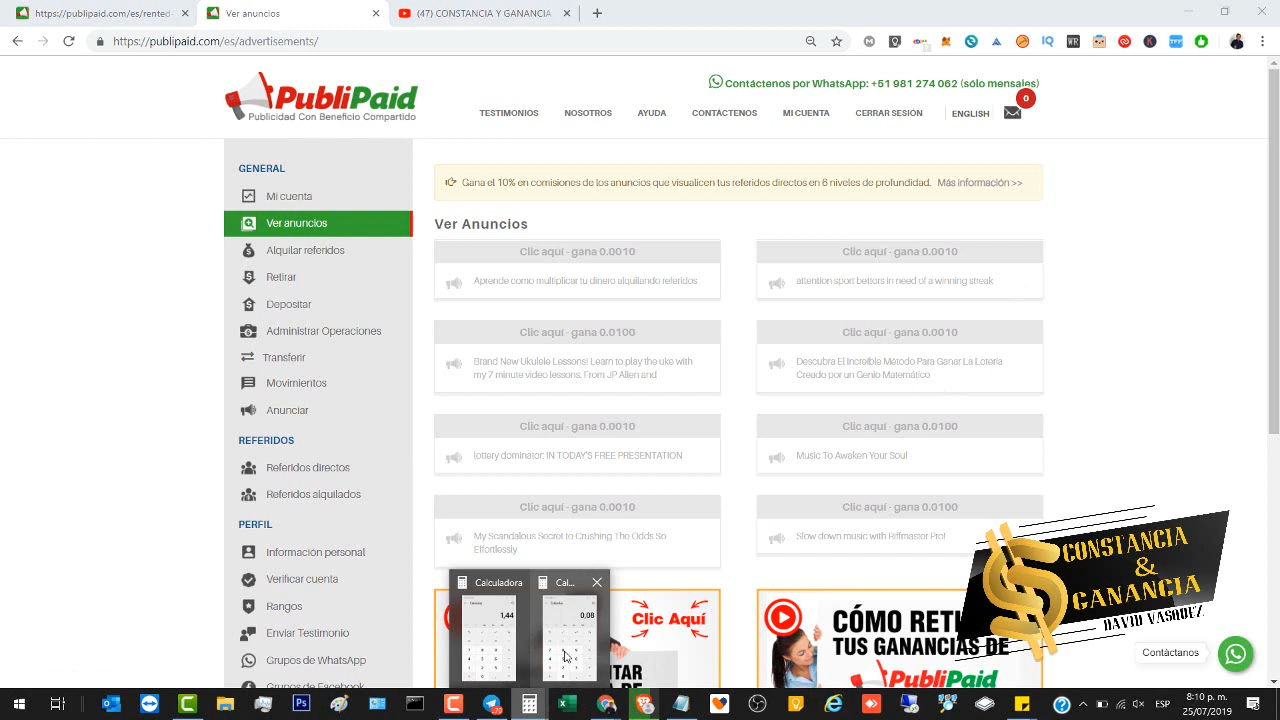 https://publipaid.com/es/rented-
Ver anuncios
(47) CONSTANCIA Y GANANCIA
https://publipaid.com/es/advertisements/
PubliPaid
Publicidad Con Beneficio Compartido
Contáctenos por WhatsApp: +51 981 274 062 (sólo mensajes)
TESTIMONIOS
NOSOTROS
AYUDA
CONTÁCTENOS
MI CUENTA
CERRAR SESIÓN
ENGLISH
0
GENERAL
Mi cuenta
Ver anuncios
Alquilar referidos
Retirar
Depositar
Administrar Operaciones
Transferir
Movimientos
Anunciar
REFERIDOS
Referidos directos
Referidos alquilados
PERFIL
Información personal
Verificar cuenta
Rangos
Enviar Testimonio
Grupos de WhatsApp
Grupos de Facebook
Gana el 10% en comisiones de los anuncios que visualicen tus referidos directos en 6 niveles de profundidad. Más información >>
Ver Anuncios
Clic aquí - gana 0.0010
Aprende como multiplicar tu dinero alquilando referidos
Clic aquí - gana 0.0010
attention sport bettors in need of a winning streak
Clic aquí - gana 0.0100
Brand New Ukulele Lessons! Learn to play the uke with
my 7 minute video lessons. From JP Allen and
Clic aquí - gana 0.0010
Descubra El Increíble Método Para Ganar La Lotería
Creado por un Genio Matemático
Clic aquí - gana 0.0010
lottery dominator: IN TODAY'S FREE PRESENTATION
Clic aquí - gana 0.0100
Music To Awaken Your Soul
Clic aquí - gana 0.0010
My Scandalous Secret to Crushing The Odds So
Effortlessly
Clic aquí - gana 0.0100
Slow down music with Riffmaster Pro!
Calculadora
Cal...
1,44
0,08
Clic Aquí
CÓMO RETI
TUS GANANCIAS DE
PubliPaid
CONSTANCIA
&
GANANCIA
DAVID VASQUEZ
Contáctanos
8:10 p. m.
ESP
25/07/2019